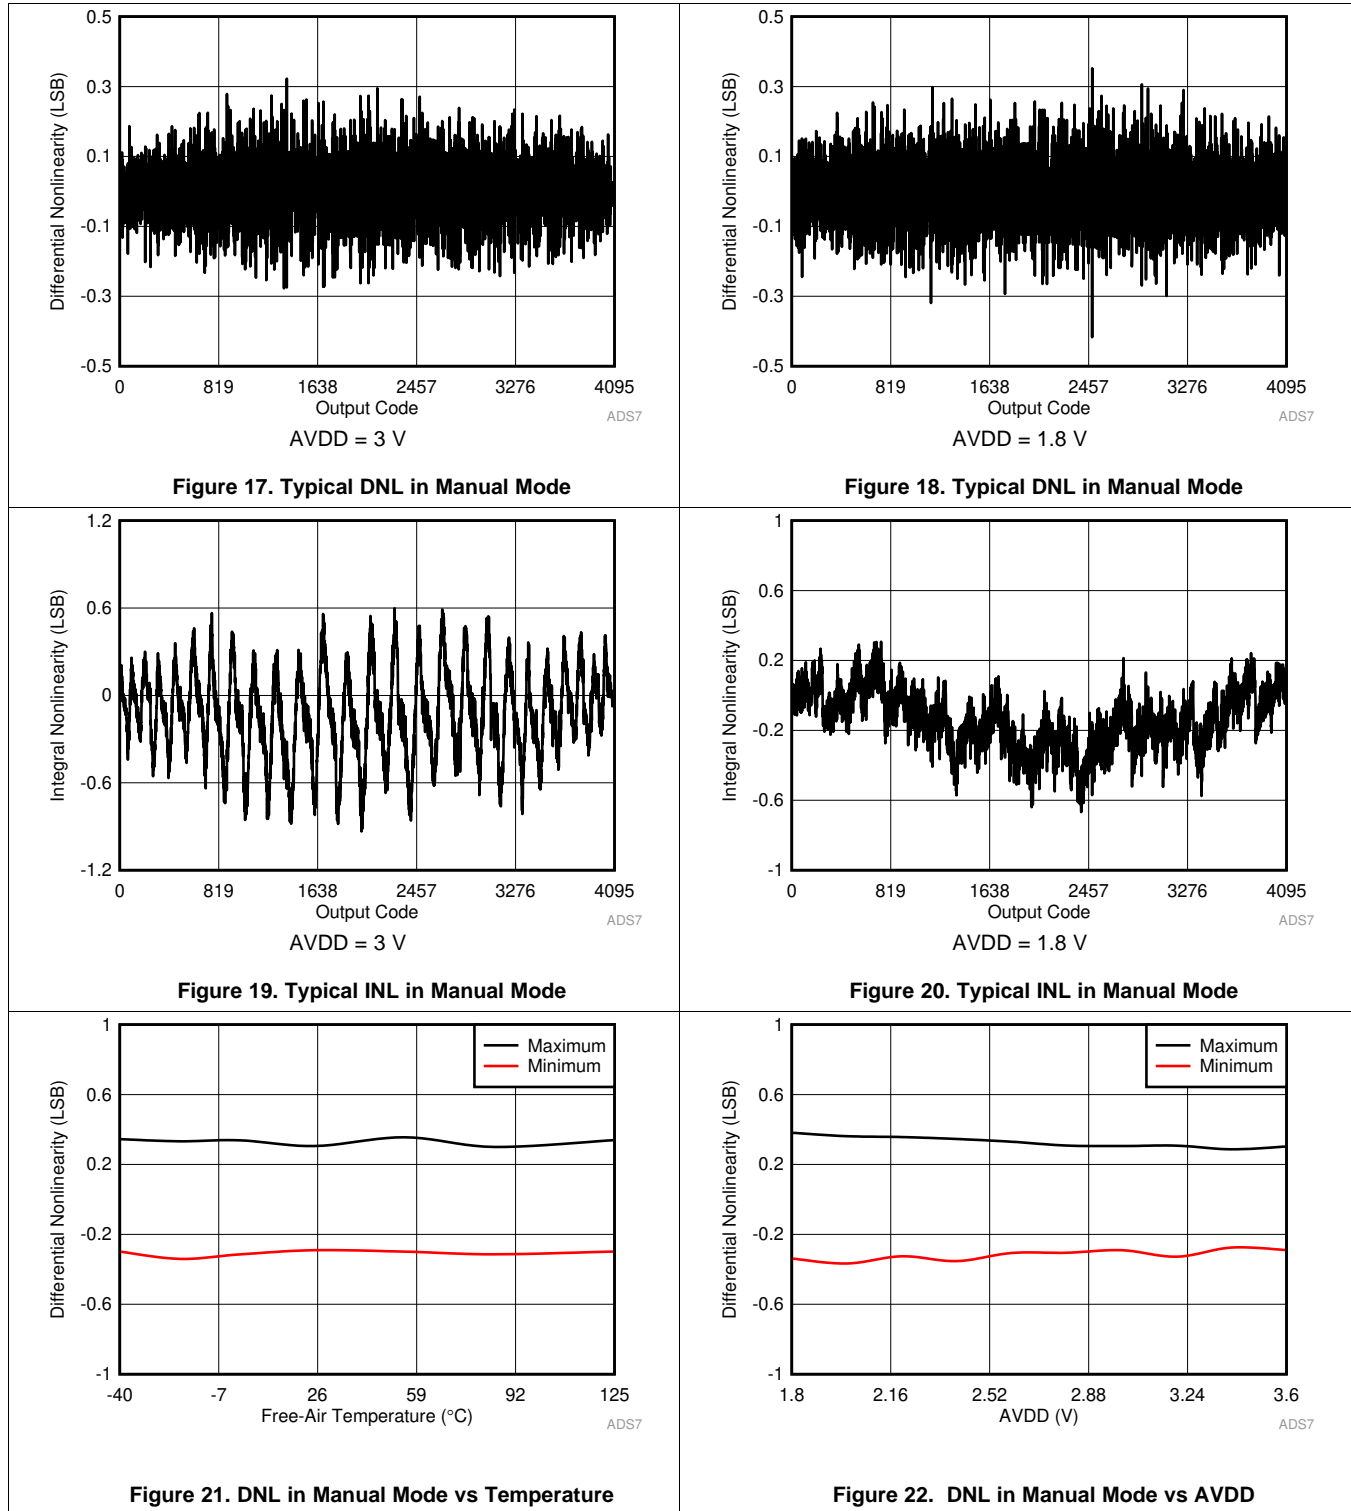 0.5
0.3
0.1
-0.1
-0.3
-0.5
Differential Nonlinearity (LSB)
0 819 1638 2457 3276 4095
Output Code
ADS7
AVDD = 3 V
Figure 17. Typical DNL in Manual Mode
0.5
0.3
0.1
-0.1
-0.3
-0.5
Differential Nonlinearity (LSB)
0 819 1638 2457 3276 4095
Output Code
ADS7
AVDD = 1.8 V
Figure 18. Typical DNL in Manual Mode
1.2
0.6
0
-0.6
-1.2
Integral Nonlinearity (LSB)
0 819 1638 2457 3276 4095
Output Code
ADS7
AVDD = 3 V
Figure 19. Typical INL in Manual Mode
1
0.6
0.2
-0.2
-0.6
-1
Integral Nonlinearity (LSB)
0 819 1638 2457 3276 4095
Output Code
ADS7
AVDD = 1.8 V
Figure 20. Typical INL in Manual Mode
1
0.6
0.2
-0.2
-0.6
-1
Differential Nonlinearity (LSB)
Maximum
Minimum
-40 -7 26 59 92 125
Free-Air Temperature (°C)
ADS7
Figure 21. DNL in Manual Mode vs Temperature
1
0.6
0.2
-0.2
-0.6
-1
Differential Nonlinearity (LSB)
Maximum
Minimum
1.8 2.16 2.52 2.88 3.24 3.6
AVDD (V)
ADS7
Figure 22. DNL in Manual Mode vs AVDD